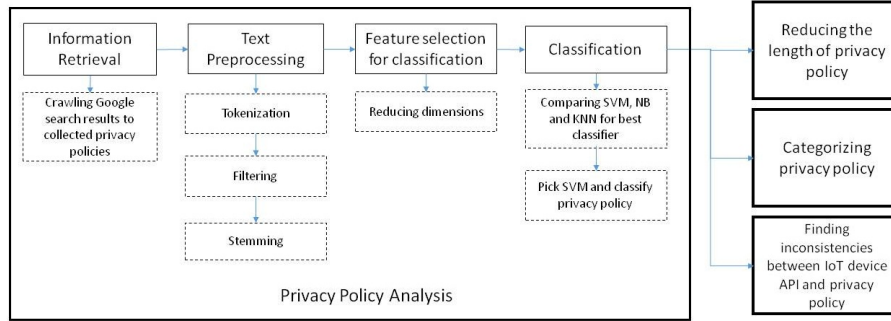 Information
Retrieval
Text
Preprocessing
Feature selection
for classification
Classification
Crawling Google
search results to
collected privacy
policies
Tokenization
Filtering
Stemming
Reducing dimensions
Comparing SVM, NB
and KNN for best
classifier
Pick SVM and classify
privacy policy
Privacy Policy Analysis
Reducing the
length of privacy
policy
Categorizing
privacy policy
Finding
inconsistencies
between IoT device
API and privacy
policy